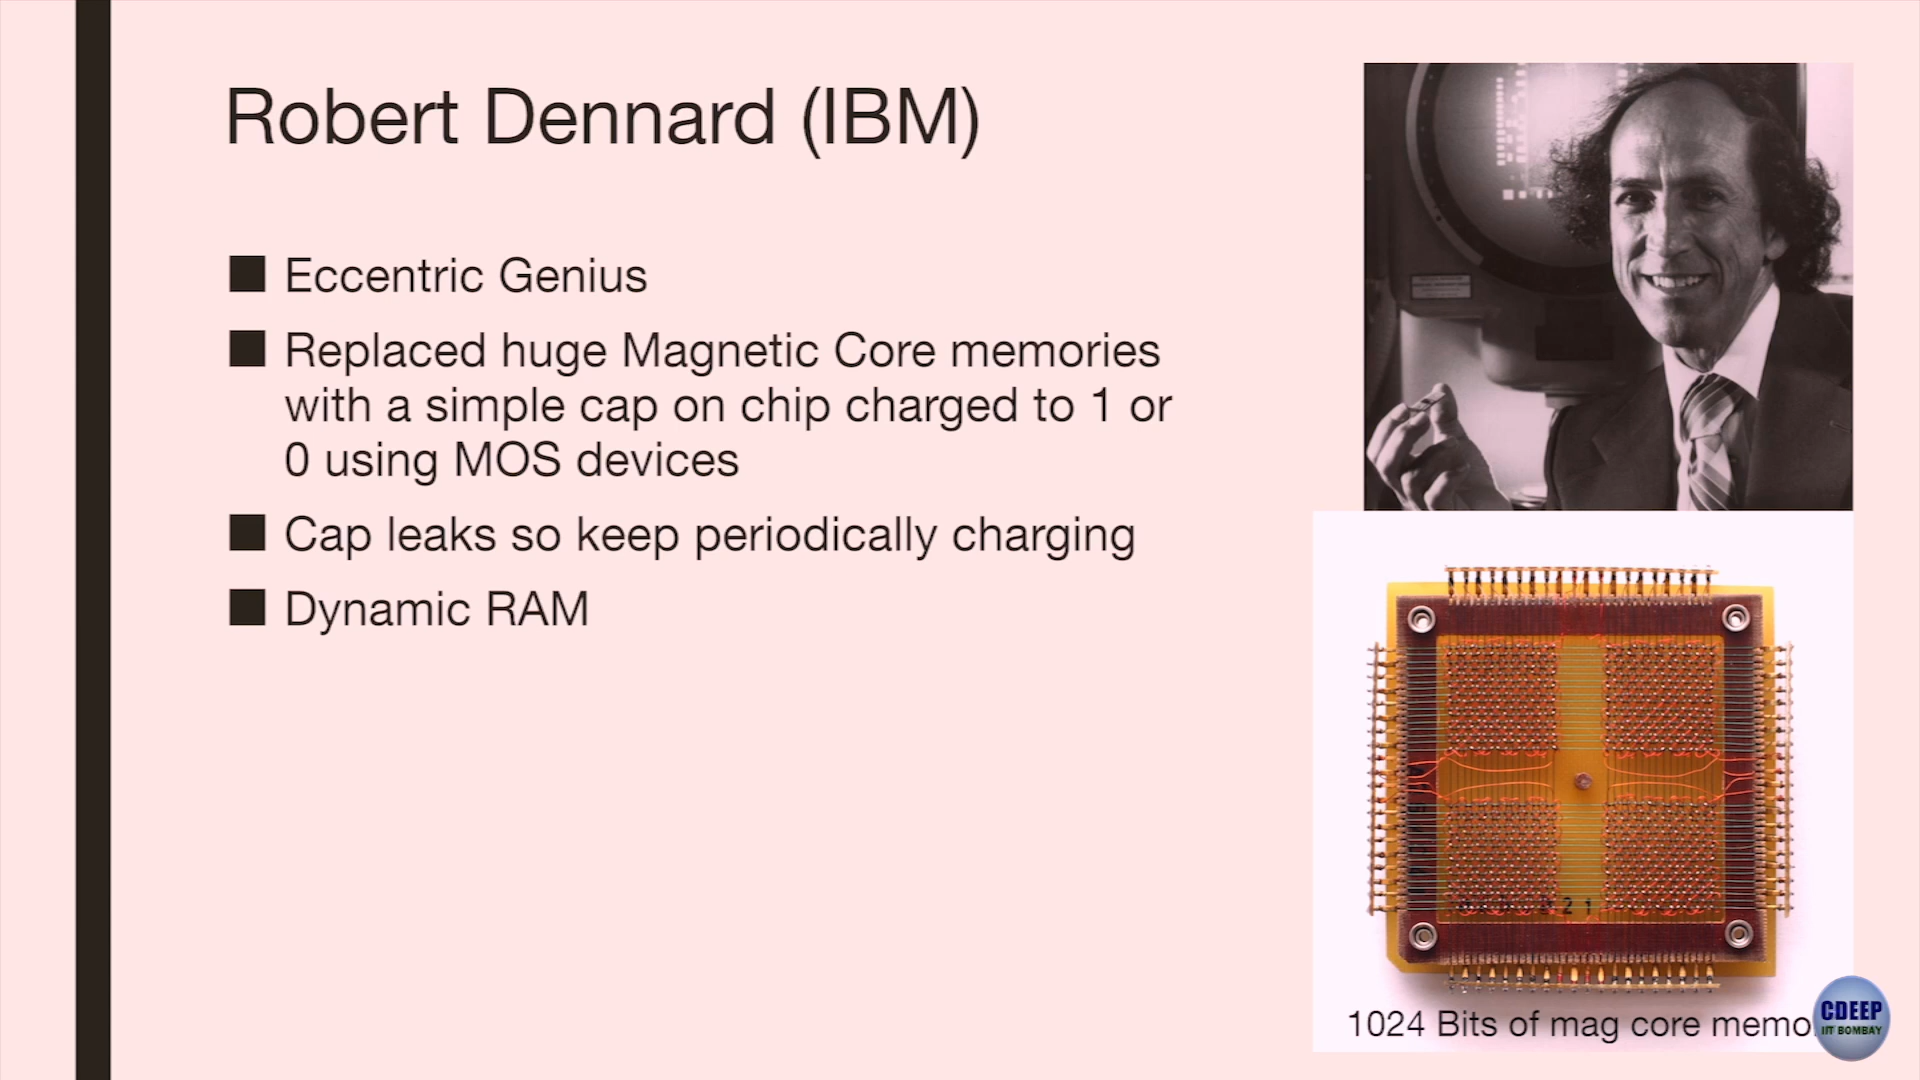 Robert Dennard (IBM)
Eccentric Genius
Replaced huge Magnetic Core memories
with a simple cap on chip charged to 1 or
0 using MOS devices
Cap leaks so keep periodically charging
Dynamic RAM
1024 Bits of mag core
CDEEP
IIT BOMBAY